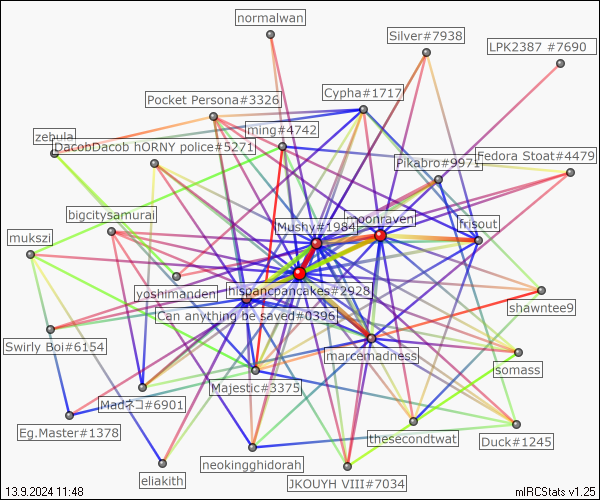 normalwan
Silver#7938
LPK2387 #7690
Cypha#1717
Pocket Persona#3326
ming#4742
zebula
DacobDacob hORNY police#5271
Pikabro#9971
Fedora Stoat#4479
bigcitysamurai
Mushy#1984
noonraven
frisout
mukszi
yoshimanden
hispancpancakes#2928
shawntee9
Can anything be saved#0396
Swirly Boi#6154
marcemadness
somass
Majestic#3375
Madネコ#6901
Eg.Master#1378
thesecondtwat
Duck#1245
neokingghidorah
eliakith
JKOUYH VIII#7034
13.9.2024 11:48
mIRCStats v1.25